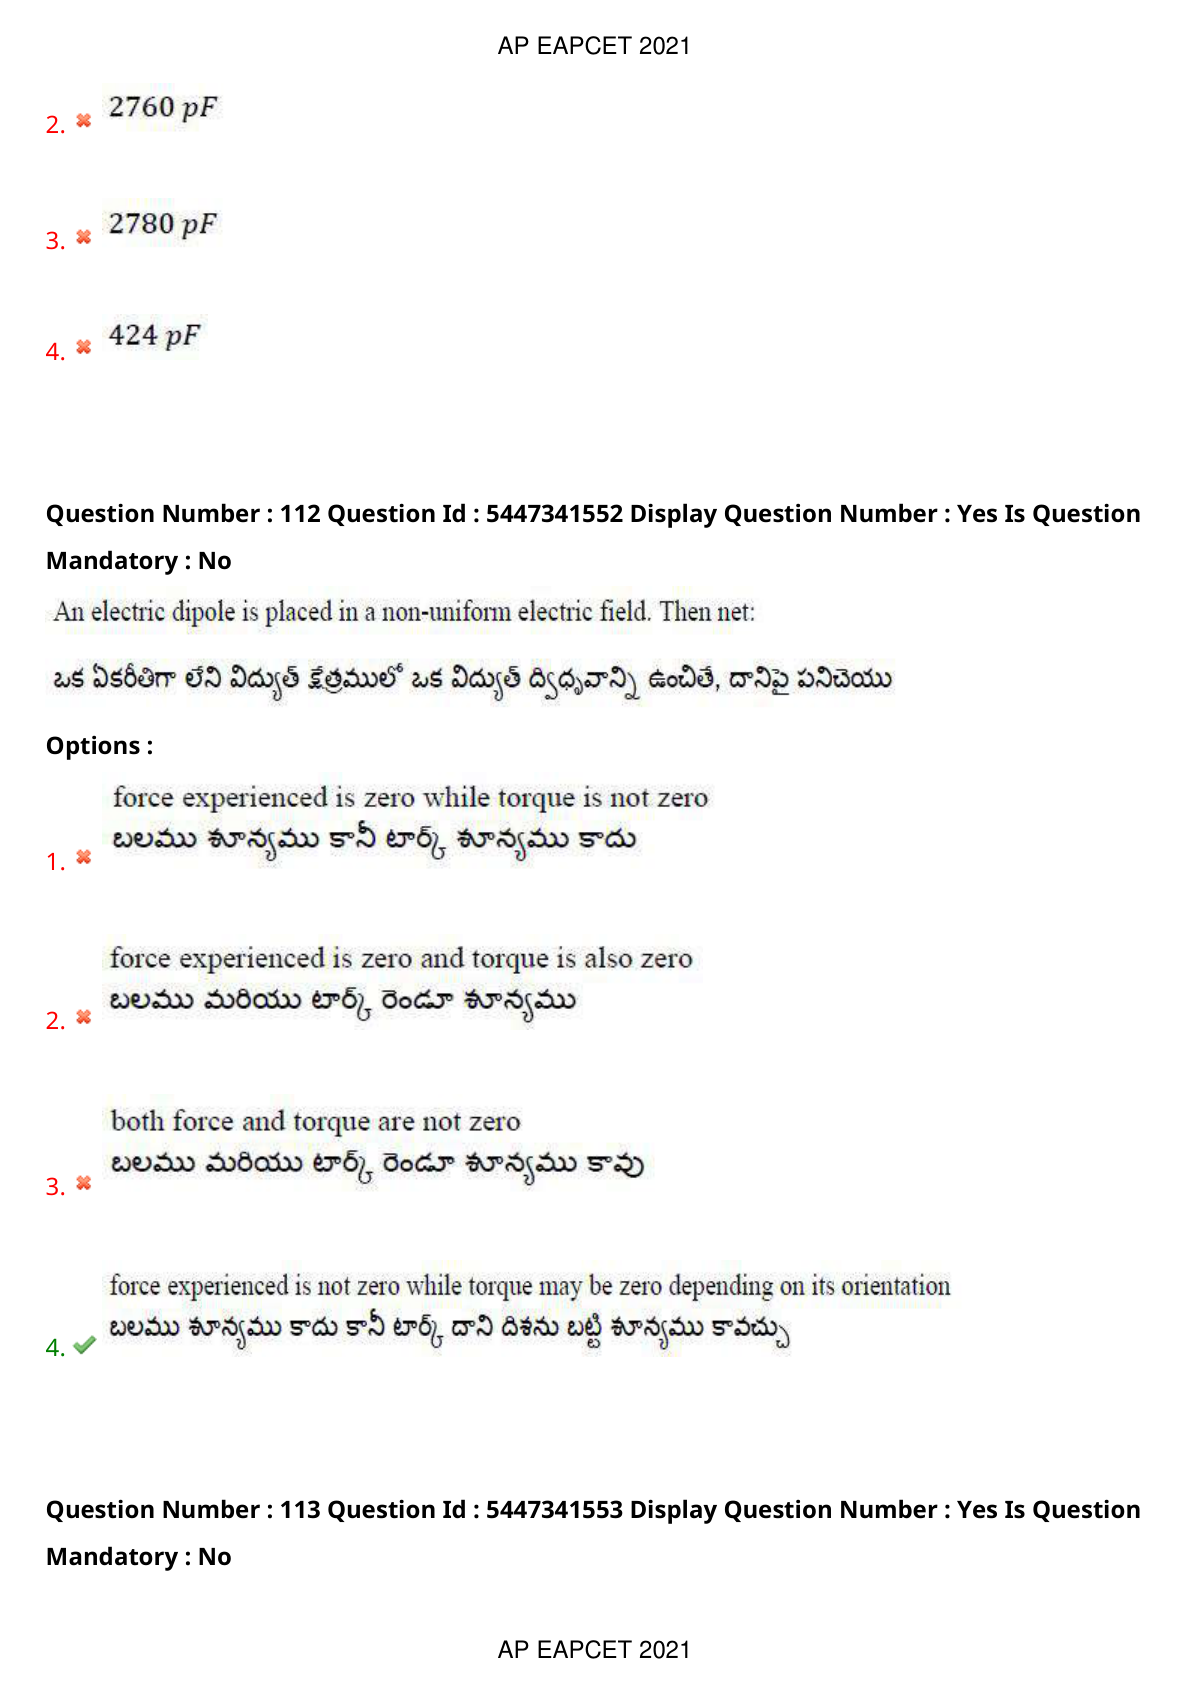 AP EAPCET 2021
2. 2760 pF
3. 2780 pF
4. 424 pF
Question Number : 112 Question Id : 5447341552 Display Question Number : Yes Is Question
Mandatory : No
An electric dipole is placed in a non-uniform electric field. Then net:
ఒక ఏకరీతిగా లేని విద్యుత్ క్షేత్రములో ఒక విద్యుత్ ద్విధృవాన్ని ఉంచితే, దానిపై పనిచెయు
Options :
force experienced is zero while torque is not zero
బలము శూన్యము కానీ టార్క్ శూన్యము కాదు
1.
force experienced is zero and torque is also zero
బలము మరియు టార్క్ రెండూ శూన్యము
2.
both force and torque are not zero
బలము మరియు టార్క్ రెండూ శూన్యము కావు
3.
force experienced is not zero while torque may be zero depending on its orientation
బలము శూన్యము కాదు కానీ టార్క్ దాని దిశను బట్టి శూన్యము కావచ్చు
4.
Question Number : 113 Question Id : 5447341553 Display Question Number : Yes Is Question
Mandatory : No
AP EAPCET 2021